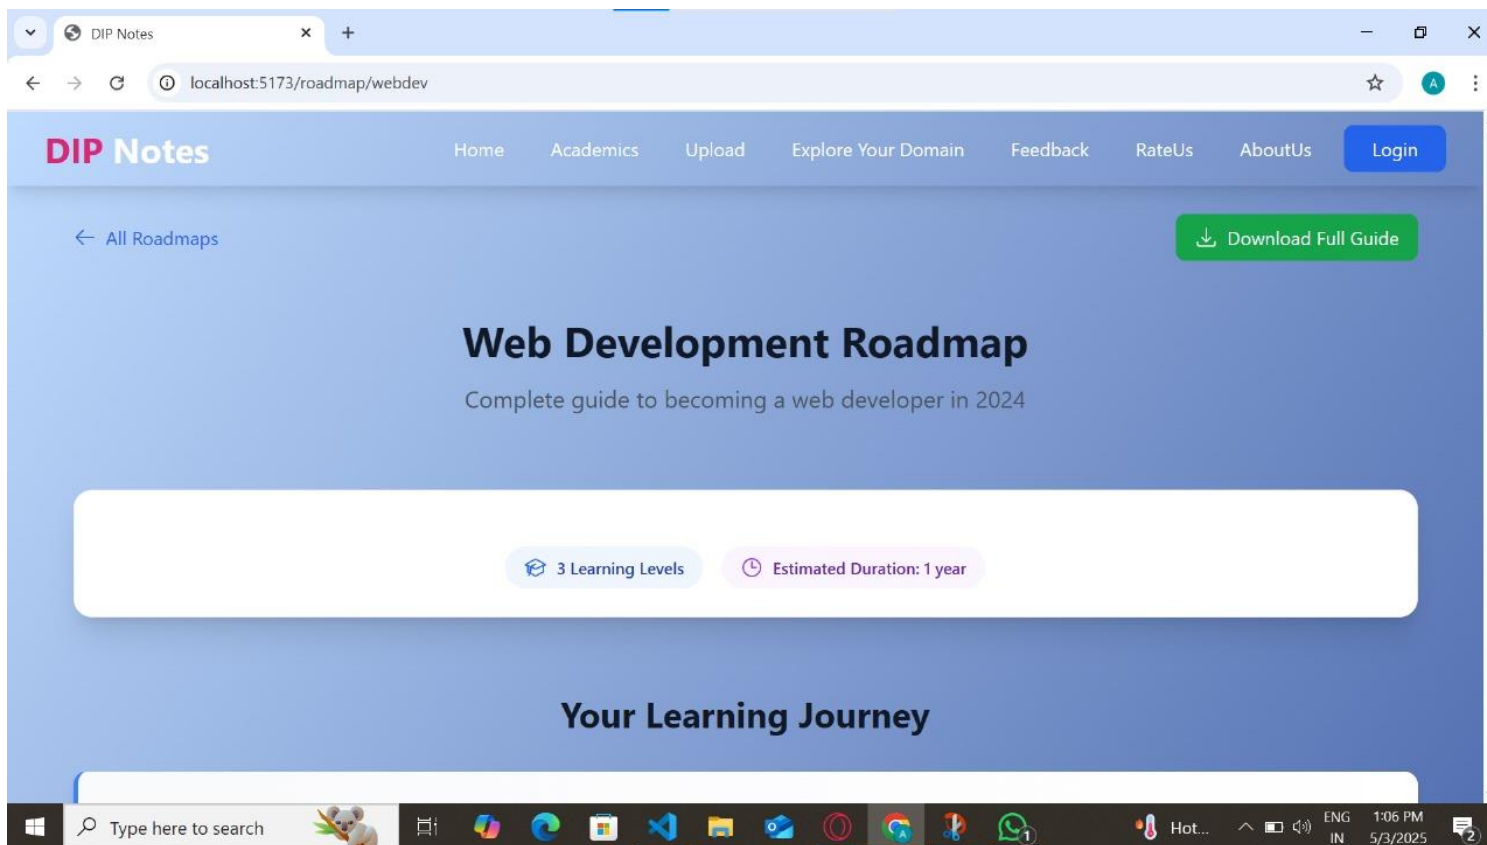 DIP Notes
localhost:5173/roadmap/webdev
A
DIP Notes Home Academics Upload Explore Your Domain Feedback RateUs AboutUs Login
All Roadmaps Download Full Guide
Web Development Roadmap
Complete guide to becoming a web developer in 2024
3 Learning Levels Estimated Duration: 1 year
Your Learning Journey
Type here to search 1 Hot... ENG 1:06 PM
IN 5/3/2025 2